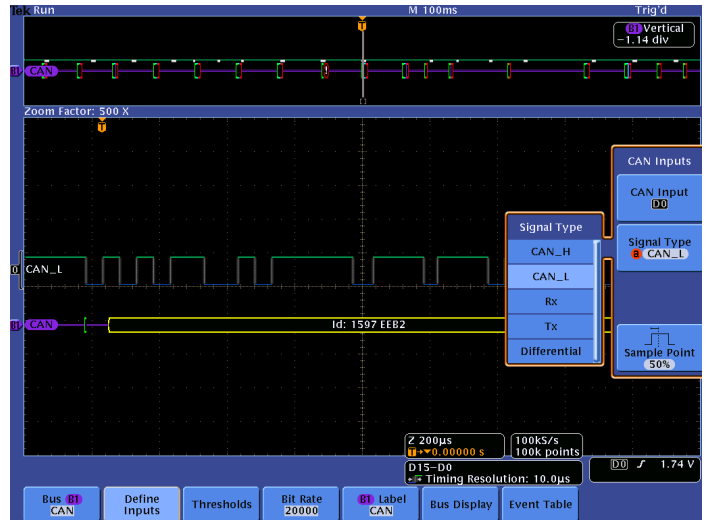 Tek Run M 100ms Trig'd
T
B1 Vertical
-1.14 div
B1 CAN
!
Zoom Factor: 500 X
T
CAN Inputs
CAN Input
D0
Signal Type
Signal Type
a CAN_L
CAN_H
0 CAN_L
CAN_L
Rx
B1 CAN
Id: 1597 EEB2
Tx
Differential
Sample Point
50%
Z 200µs
T→▼0.00000 s
100kS/s
100k points
D15-D0
Timing Resolution: 10.0µs
D0 1.74 V
Bus B1
CAN
Define
Inputs
Thresholds
Bit Rate
20000
B1 Label
CAN
Bus Display
Event Table